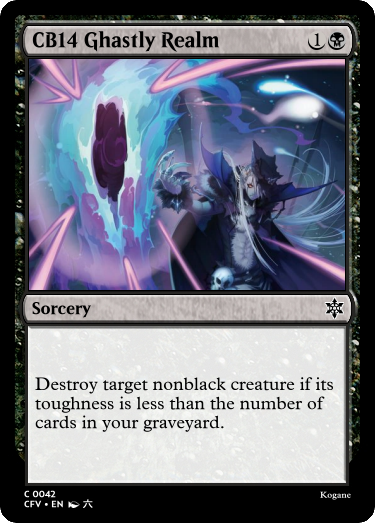 CB14 Ghastly Realm 1
Sorcery
Destroy target nonblack creature if its
toughness is less than the number of
cards in your graveyard.
C 0042
CFV • EN 六
Kogane